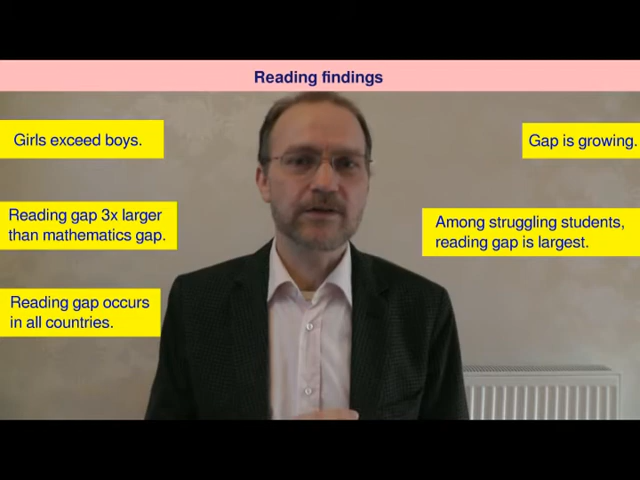 Reading findings
Girls exceed boys.
Gap is growing.
Reading gap 3x larger
than mathematics gap.
Among struggling students,
reading gap is largest.
Reading gap occurs
in all countries.